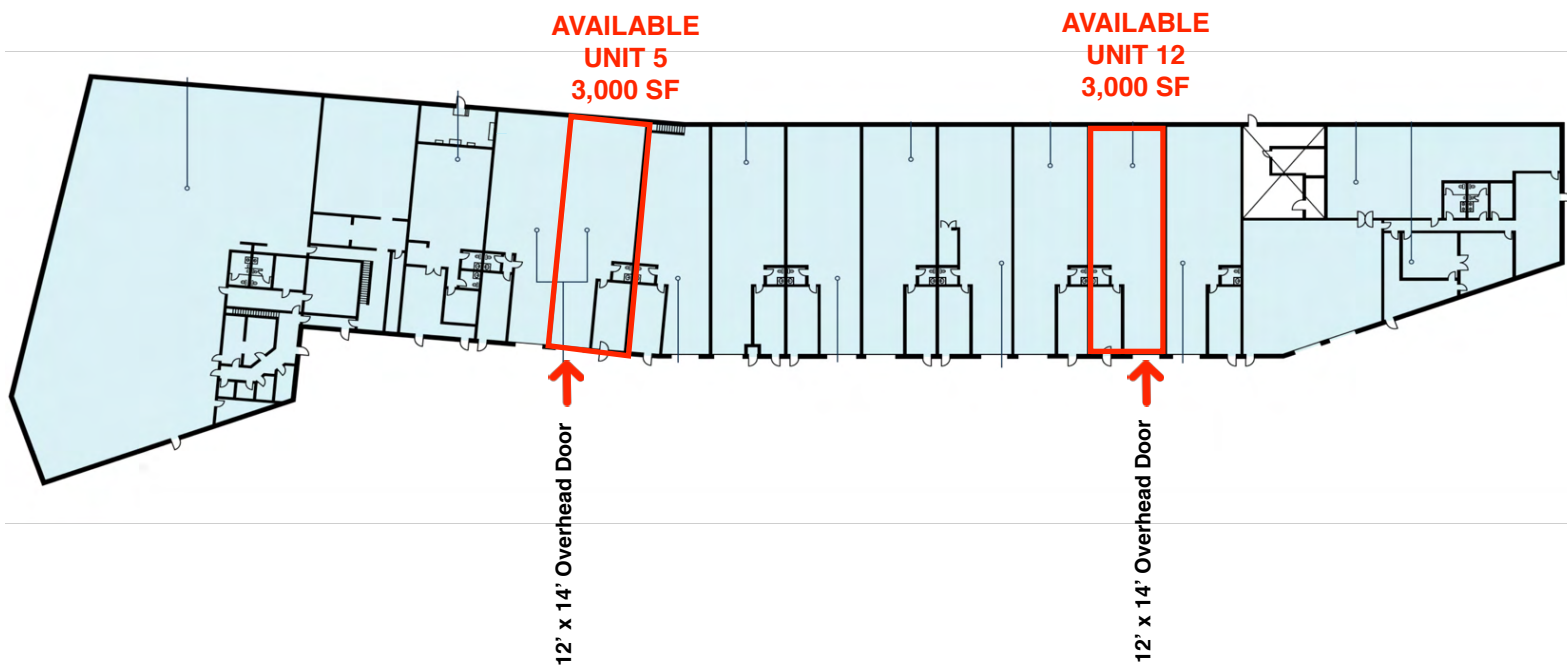 AVAILABLE
UNIT 5
3,000 SF
AVAILABLE
UNIT 12
3,000 SF
12’ x 14’ Overhead Door
12’ x 14’ Overhead Door